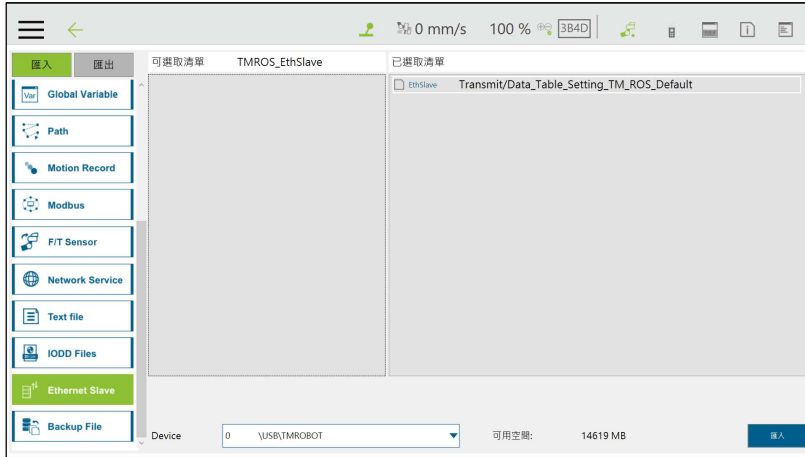 0 mm/s 100 % 3B4D
匯入 匯出 可選取清單 TMROS_EthSlave 已選取清單
EthSlave Transmit/Data_Table_Setting_TM_ROS_Default
Var Global Variable
Path
Motion Record
Modbus
F/T Sensor
Network Service
Text file
IODD Files
Ethernet Slave
Backup File
Device 0 \USB\TMROBOT 可用空間: 14619 MB 匯入